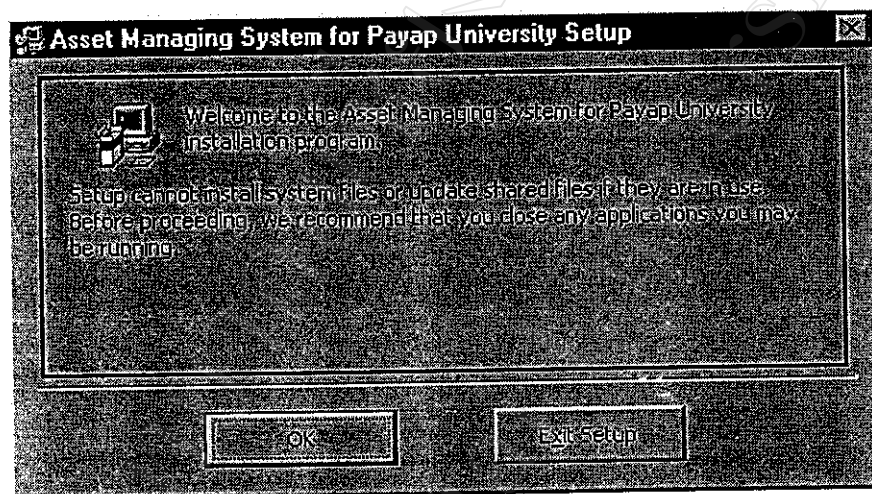 Asset Managing System for Payap University Setup
Welcome to the Asset Managing System for Payap University
installation program.
Setup cannot install system files or update shared files if they are in use.
Before proceeding, we recommend that you close any applications you may
be running.
OK
Exit Setup